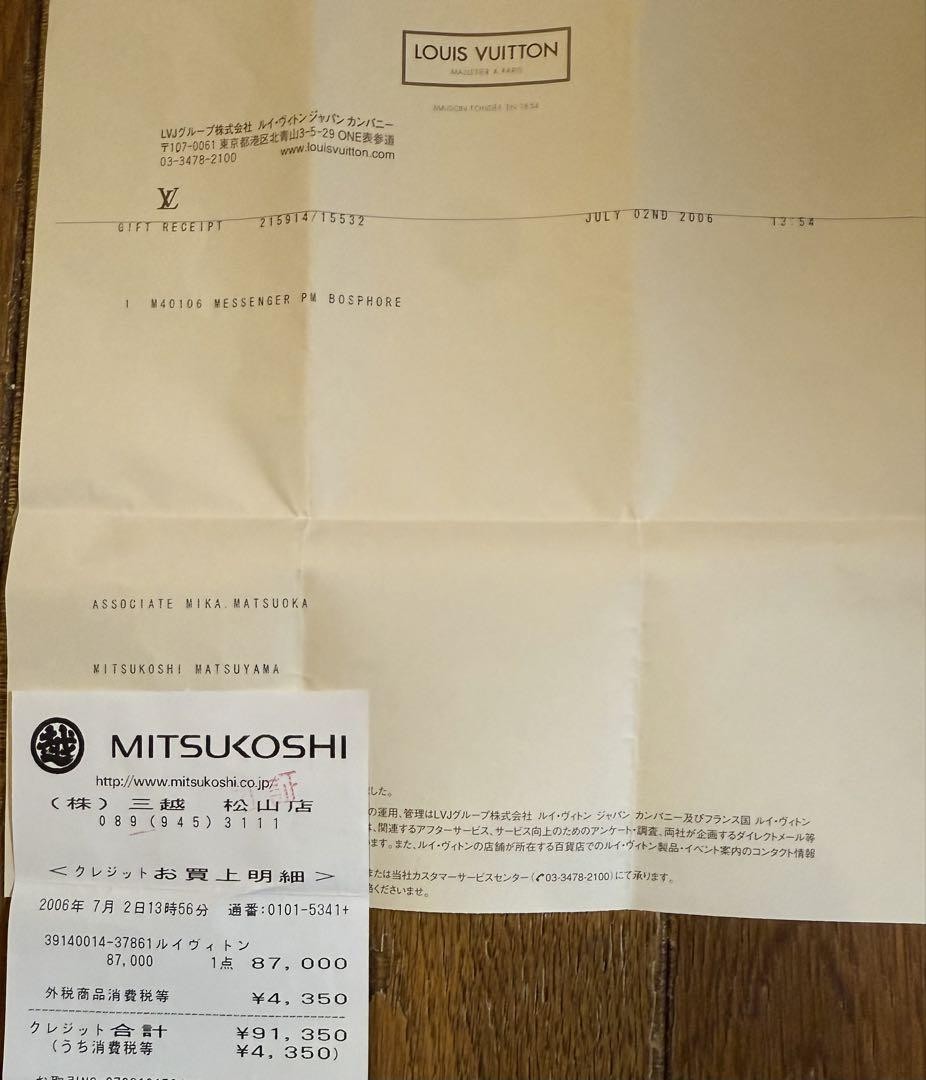 LOUIS VUITTON
MALLETIER A PARIS
MAISON FONDEE EN 1854
LVJグループ株式会社 ルイ・ヴィトン ジャパン カンパニー
〒107-0061 東京都港区北青山3-5-29 ONE表参道
03-3478-2100 www.louisvuitton.com
LV
GIFT RECEIPT 215914/15532 JULY 02ND 2006 13:54
1 M40106 MESSENGER PM BOSPHORE
ASSOCIATE MIKA.MATSUOKA
MITSUKOSHI MATSUYAMA
した。
の運用、管理はLVJグループ株式会社 ルイ・ヴィトン ジャパン カンパニー及びフランス国 ルイ・ヴィトン
、関連するアフターサービス、サービス向上のためのアンケート・調査、両社が企画するダイレクトメール等
ます。また、ルイ・ヴィトンの店舗が所在する百貨店でのルイ・ヴィトン製品・イベント案内のコンタクト情報
または当社カスタマーサービスセンター(03-3478-2100)にて承ります。
くださいませ。
越 MITSUKOSHI
http://www.mitsukoshi.co.jp/
証
(株) 三越 松山店
089(945)3111
<クレジットお買上明細>
2006年 7月 2日13時56分 通番:0101-5341+
39140014-37861ルイヴィトン
87,000 1点 87,000
外税商品消費税等 ¥4,350
クレジット合計 ¥91,350
(うち消費税等 ¥4,350)